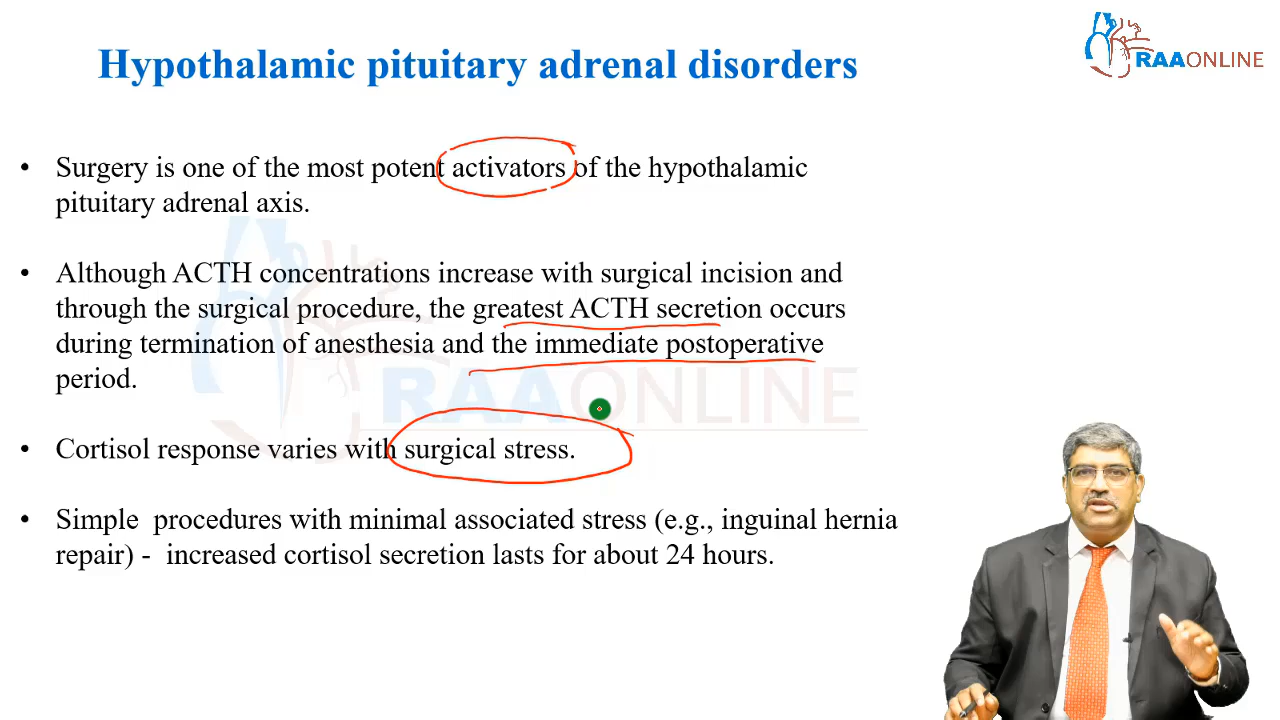 Hypothalamic pituitary adrenal disorders
RAAONLINE
• Surgery is one of the most potent activators of the hypothalamic
pituitary adrenal axis.
• Although ACTH concentrations increase with surgical incision and
through the surgical procedure, the greatest ACTH secretion occurs
during termination of anesthesia and the immediate postoperative
period.
RAAONLINE
• Cortisol response varies with surgical stress.
• Simple procedures with minimal associated stress (e.g., inguinal hernia
repair) - increased cortisol secretion lasts for about 24 hours.